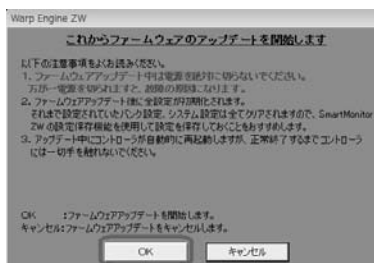 Warp Engine ZW
これからファームウェアのアップデートを開始します
以下の注意事項をよくお読みください。
1. ファームウェアアップデート中は電源を絶対に切らないでください。
万が一電源を切られますと、故障の原因になります。
2. ファームウェアアップデート後に全設定が初期化されます。
それまで設定されていたバンク設定、システム設定は全てクリアされますので、SmartMonitor
ZW の設定保存機能を使用して設定を保存しておくことをおすすめします。
3. アップデート中にコントローラが自動的に再起動しますが、正常終了するまでコントローラ
には一切手を触れないでください。
OK :ファームウェアアップデートを開始します。
キャンセル:ファームウェアアップデートをキャンセルします。
OK キャンセル